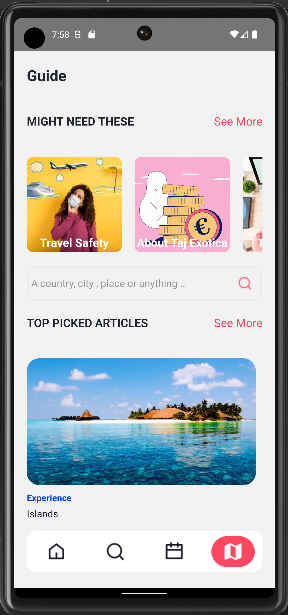 7:58
Guide
MIGHT NEED THESE See More
Travel Safety About Taj Exotica T
A country, city , place or anything ...
TOP PICKED ARTICLES See More
Experience
Islands